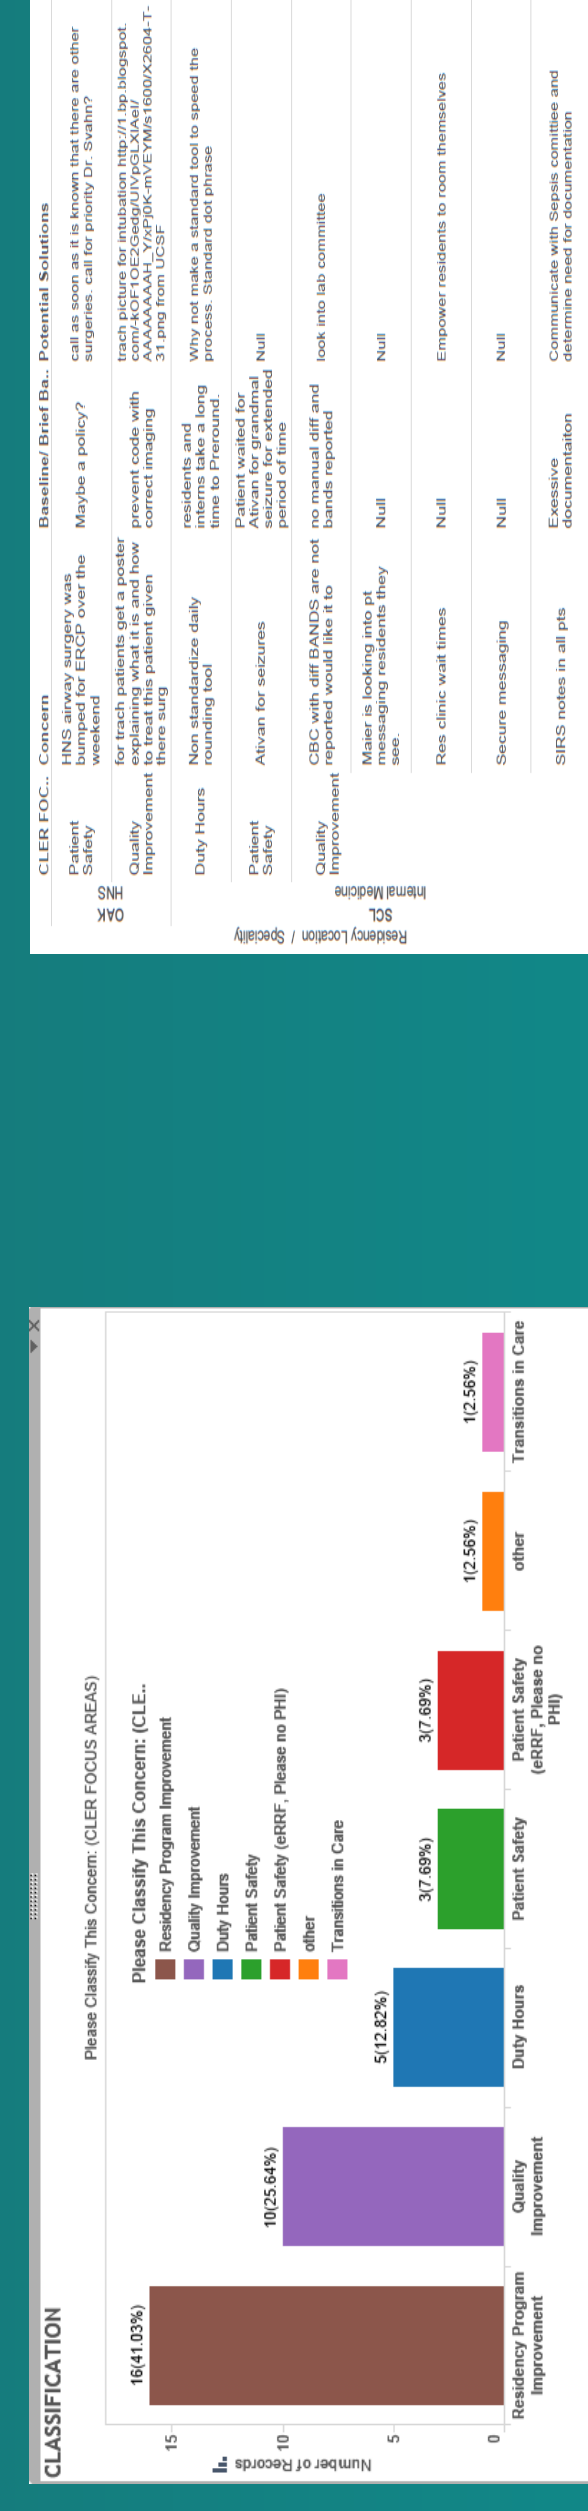 CLASSIFICATION
Please Classify This Concern: (CLER FOCUS AREAS)
Number of Records
15
10
5
0
16(41.03%)
10(25.64%)
5(12.82%)
3(7.69%)
3(7.69%)
1(2.56%)
1(2.56%)
Please Classify This Concern: (CLE..
Residency Program Improvement
Quality Improvement
Duty Hours
Patient Safety
Patient Safety (eRRF, Please no PHI)
other
Transitions in Care
Residency Program
Improvement
Quality
Improvement
Duty Hours
Patient Safety
Patient Safety
(eRRF, Please no
PHI)
other
Transitions in Care
Residency Location / Speciality
CLER FOC.. Concern Baseline/ Brief Ba.. Potential Solutions
OAK
HNS
Patient
Safety
HNS airway surgery was
bumped for ERCP over the
weekend
Maybe a policy?
call as soon as it is known that there are other
surgeries. call for priority Dr. Svahn?
Quality
Improvement
for trach patients get a poster
explaining what it is and how
to treat this patient given
there surg
prevent code with
correct imaging
trach picture for intubation http://1.bp.blogspot.
com/-kOF1OE2Gedg/UIVpGLXIAeI/
AAAAAAAAH_Y/xPj0K-mVEYM/s1600/X2604-T-
31.png from UCSF
SCL
Internal Medicine
Duty Hours
Non standardize daily
rounding tool
residents and
interns take a long
time to Preround.
Why not make a standard tool to speed the
process. Standard dot phrase
Patient
Safety
Ativan for seizures
Patient waited for
Ativan for grandmal
seizure for extended
period of time
Null
Quality
Improvement
CBC with diff BANDS are not
reported would like it to
no manual diff and
bands reported
look into lab committee
Maier is looking into pt
messaging residents they
see.
Null
Null
Res clinic wait times
Null
Empower residents to room themselves
Secure messaging
Null
Null
SIRS notes in all pts
Exessive
documentaiton
Communicate with Sepsis comittiee and
determine need for documentation